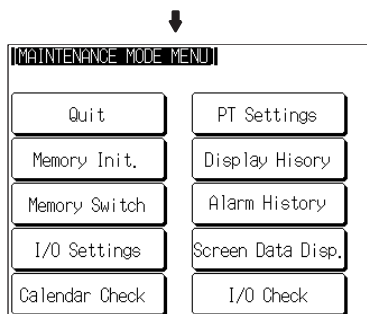 [MAINTENANCE MODE MENU]
Quit
PT Settings
Memory Init.
Display Hisory
Memory Switch
Alarm History
I/O Settings
Screen Data Disp.
Calendar Check
I/O Check